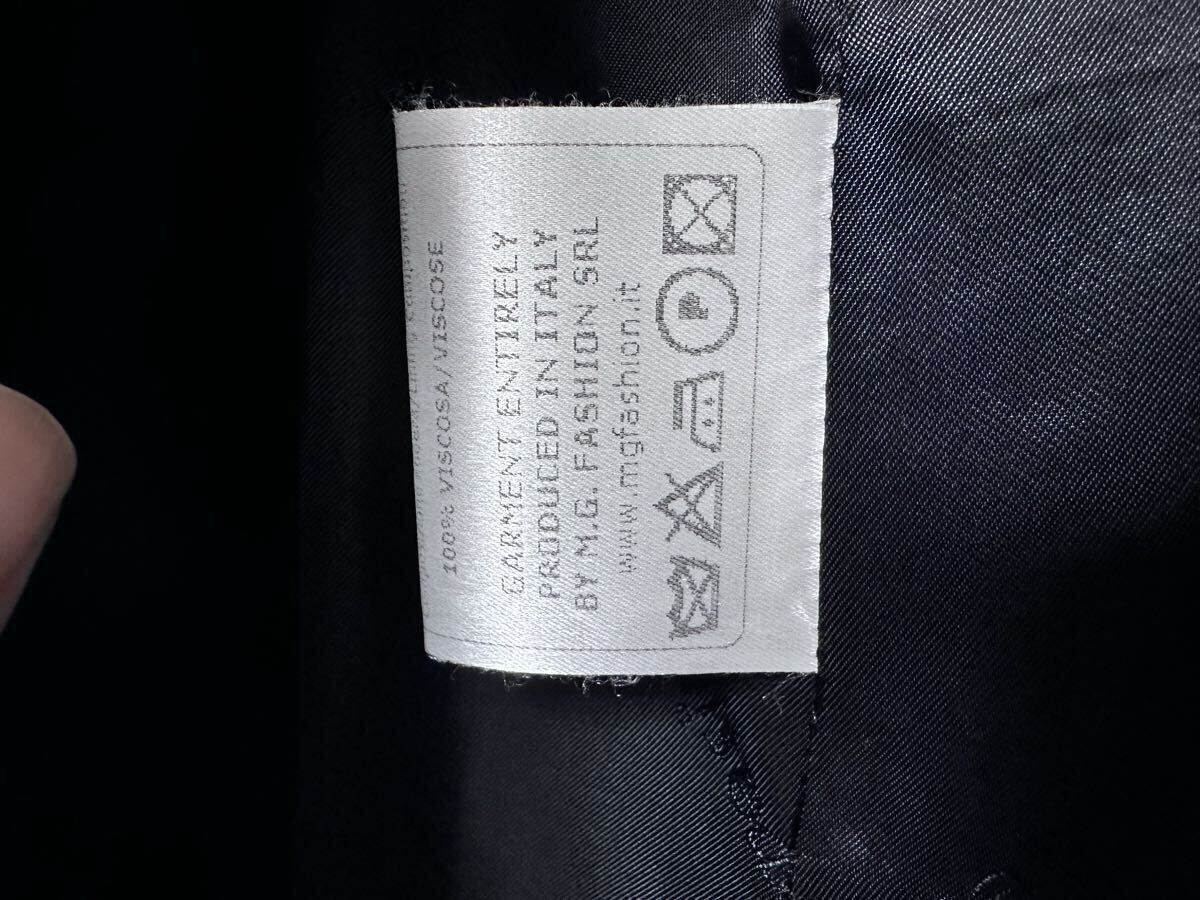 100% VISCOSA/VISCOSE
GARMENT ENTIRELY
PRODUCED IN ITALY
BY M.G. FASHION SRL
www.mgfashion.it
P